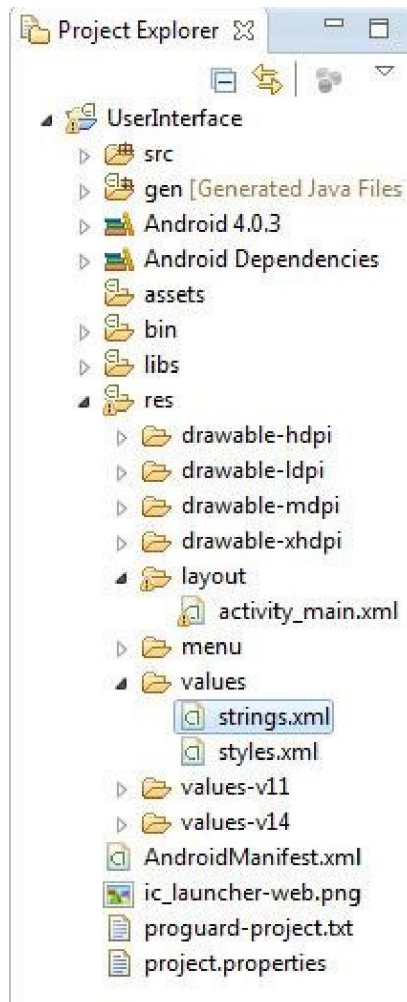 Project Explorer
UserInterface
src
gen [Generated Java Files
Android 4.0.3
Android Dependencies
assets
bin
libs
res
drawable-hdpi
drawable-ldpi
drawable-mdpi
drawable-xhdpi
layout
activity_main.xml
menu
values
strings.xml
styles.xml
values-v11
values-v14
AndroidManifest.xml
ic_launcher-web.png
proguard-project.txt
project.properties